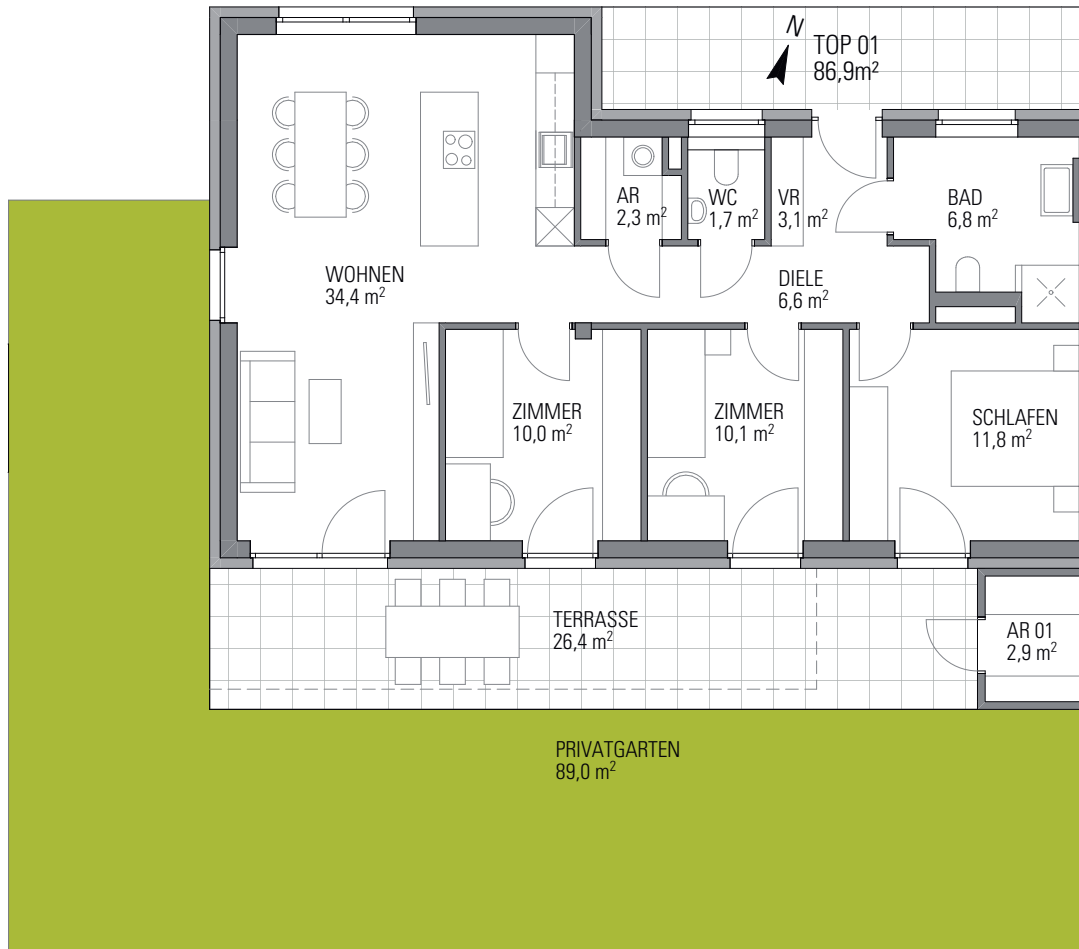 N
TOP 01
86,9m²
AR
2,3 m²
WC
1,7 m²
VR
3,1 m²
BAD
6,8 m²
WOHNEN
34,4 m²
DIELE
6,6 m²
ZIMMER
10,0 m²
ZIMMER
10,1 m²
SCHLAFEN
11,8 m²
TERRASSE
26,4 m²
AR 01
2,9 m²
PRIVATGARTEN
89,0 m²